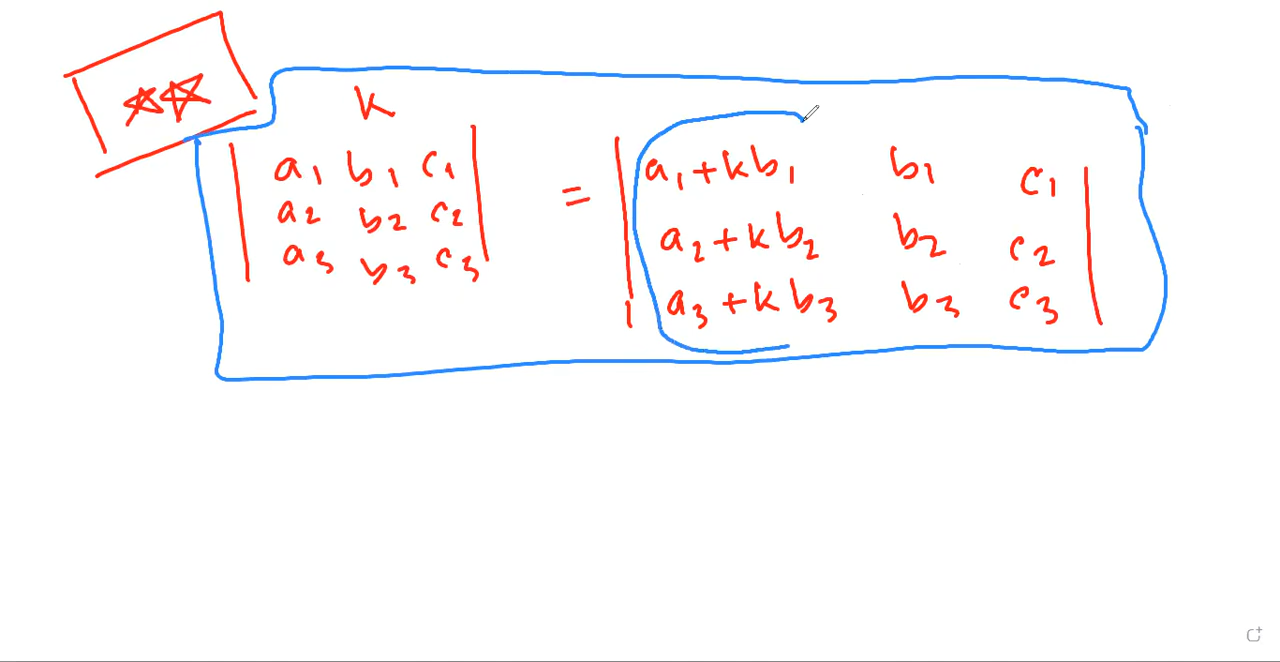 k
| a₁ b₁ c₁ | = | a₁+kb₁ b₁ c₁ |
| a₂ b₂ c₂ | | a₂+kb₂ b₂ c₂ |
| a₃ b₃ c₃ | | a₃+kb₃ b₃ c₃ |